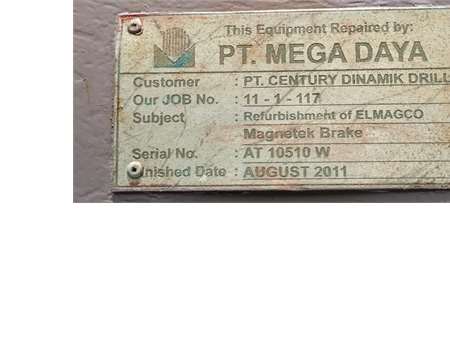 This Equipment Repaired by:
PT. MEGA DAYA
Customer : PT. CENTURY DINAMIK DRILL
Our JOB No. : 11 - 1 - 117
Subject : Refurbishment of ELMAGCO
Magnetek Brake
Serial No. : AT 10510 W
inished Date : AUGUST 2011